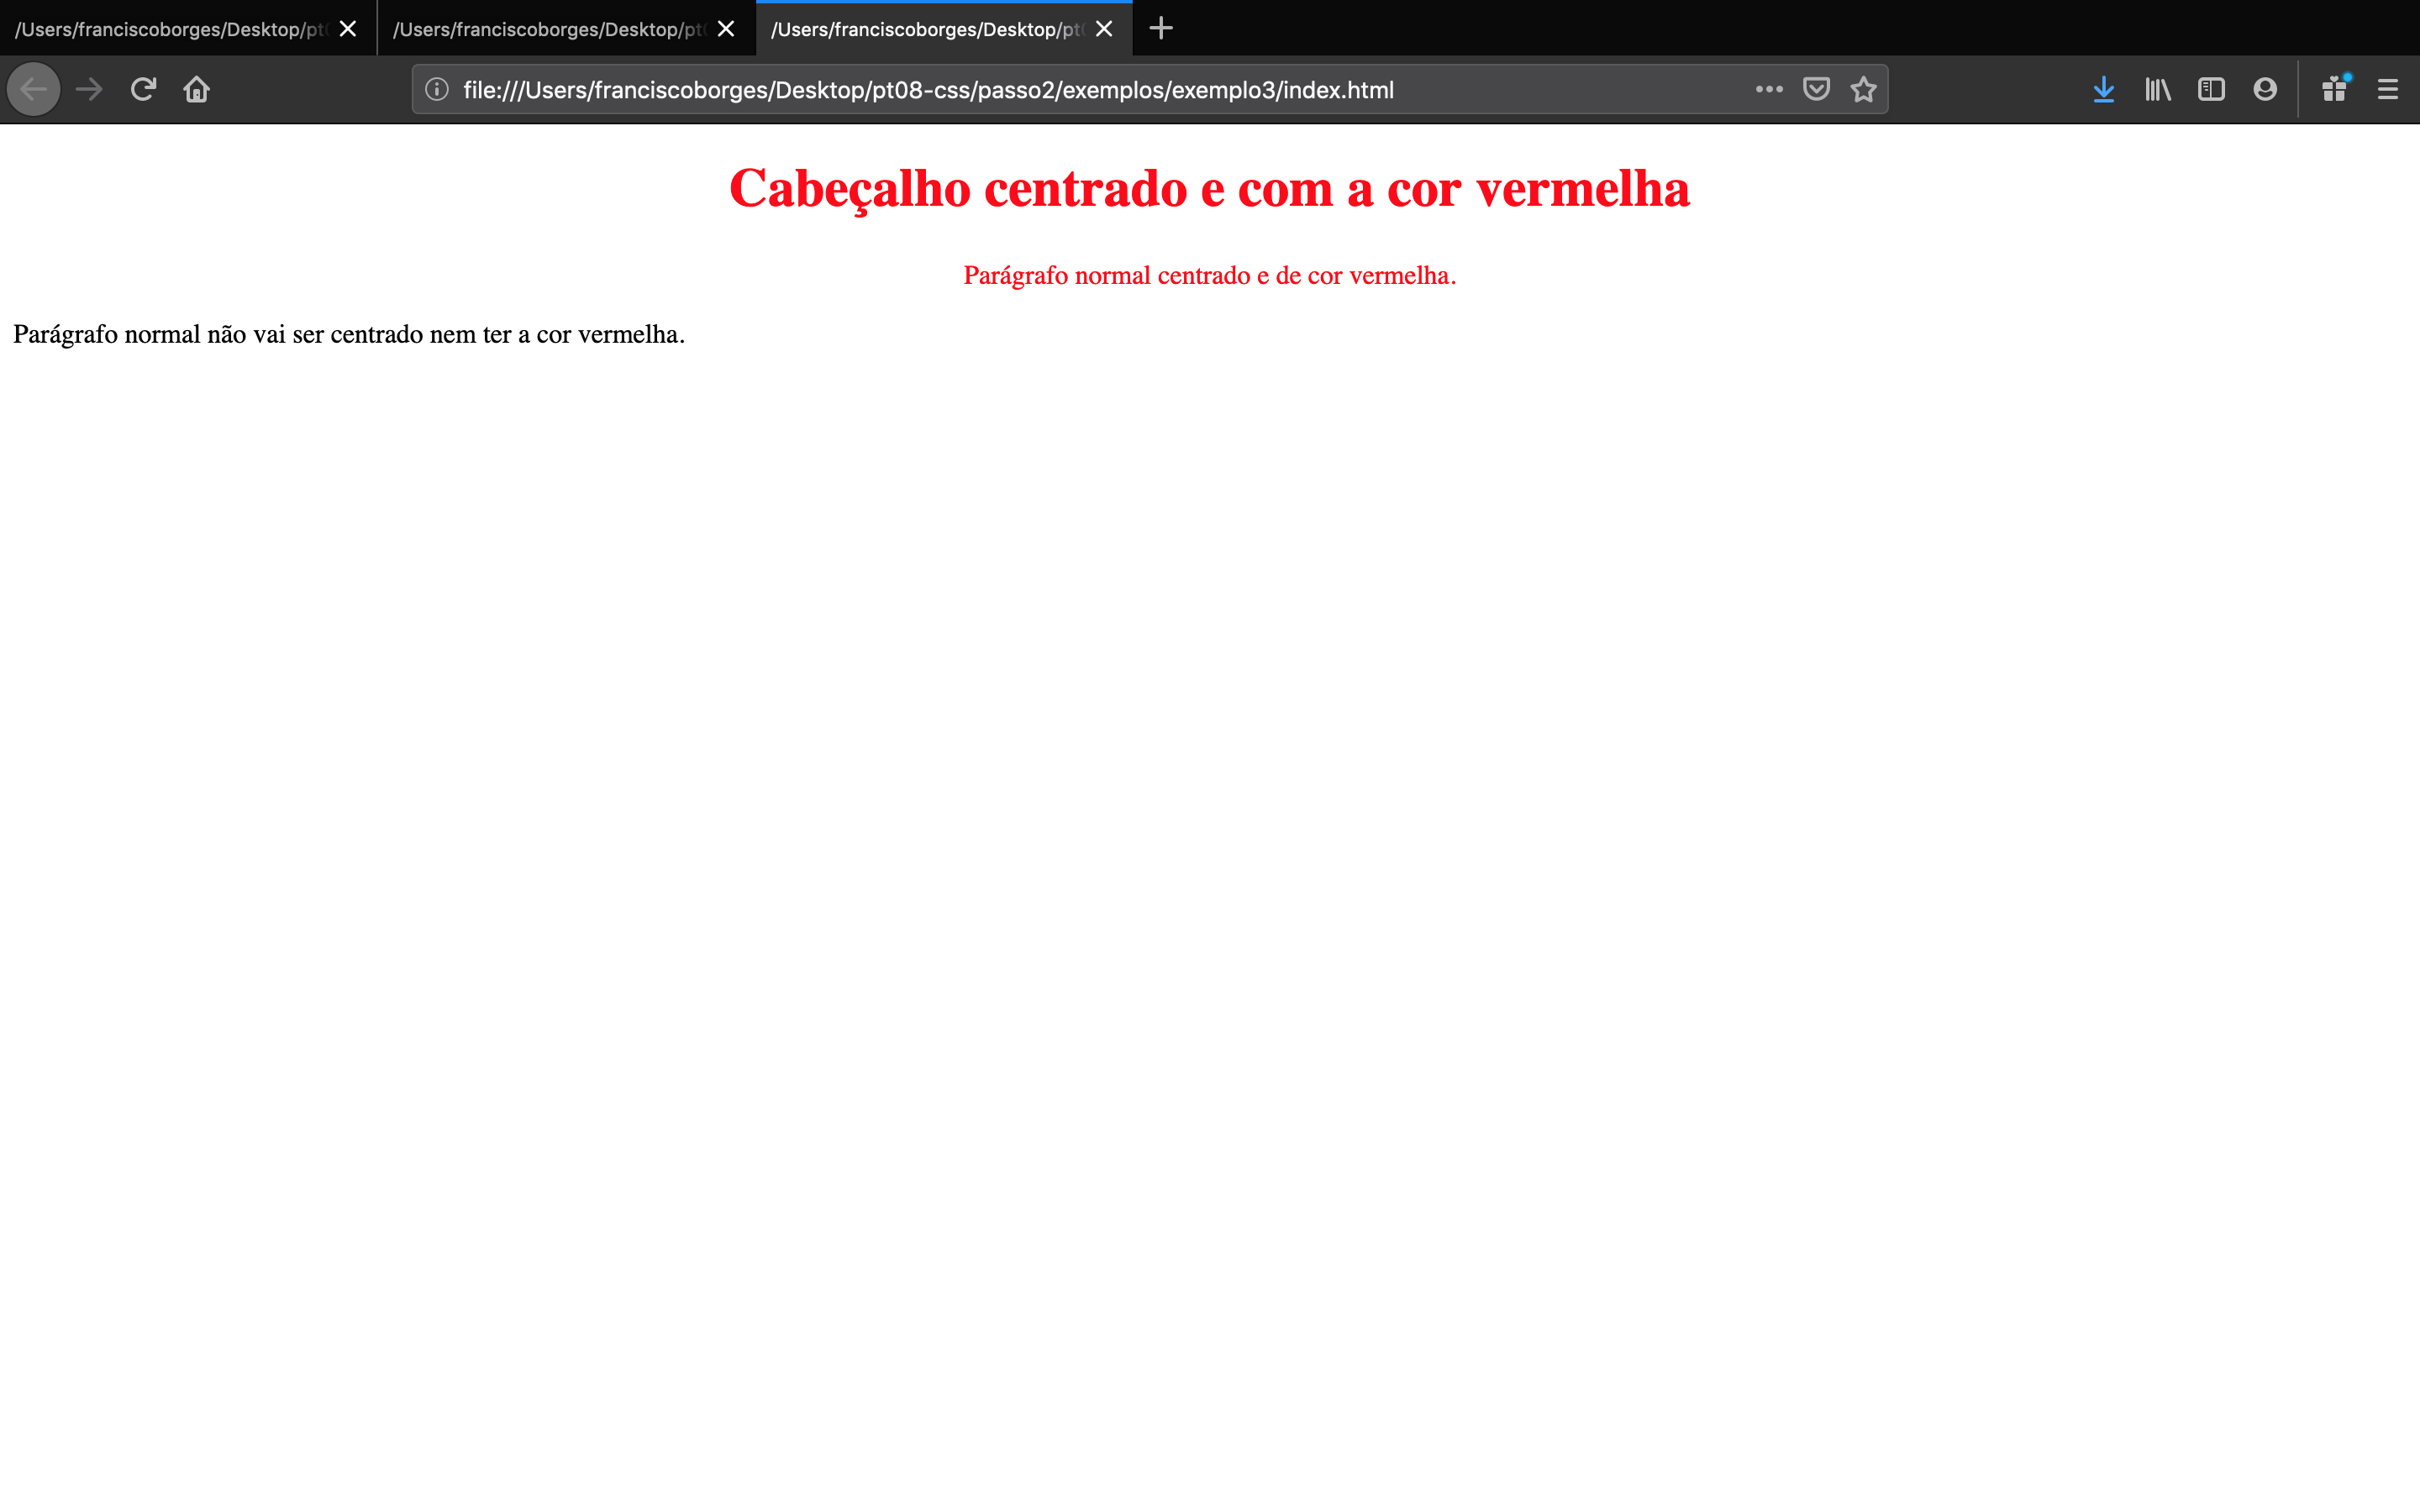 /Users/franciscoborges/Desktop/pt
/Users/franciscoborges/Desktop/pt
/Users/franciscoborges/Desktop/pt
file:///Users/franciscoborges/Desktop/pt08-css/passo2/exemplos/exemplo3/index.html
Cabeçalho centrado e com a cor vermelha
Parágrafo normal centrado e de cor vermelha.
Parágrafo normal não vai ser centrado nem ter a cor vermelha.